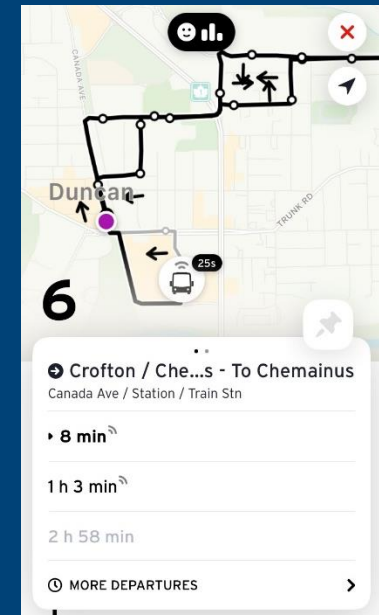 CANADA AVE
1
Duncan
TRUNK RD
25s
6
Crofton / Che...s - To Chemainus
Canada Ave / Station / Train Stn
8 min
1 h 3 min
2 h 58 min
MORE DEPARTURES